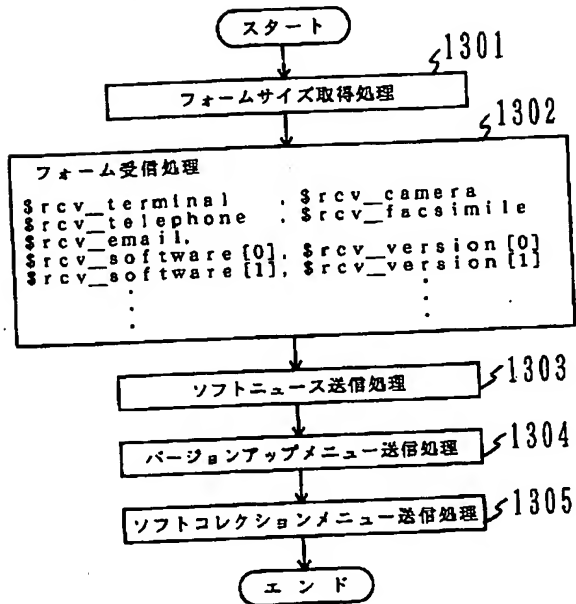 スタート
1301
フォームサイズ取得処理
1302
フォーム受信処理
$rcv_terminal , $rcv_camera
$rcv_telephone , $rcv_facsimile
$rcv_email,
$rcv_software[0], $rcv_version[0]
$rcv_software[1], $rcv_version[1]
ソフトニュース送信処理
1303
バージョンアップメニュー送信処理
1304
ソフトコレクションメニュー送信処理
1305
エンド